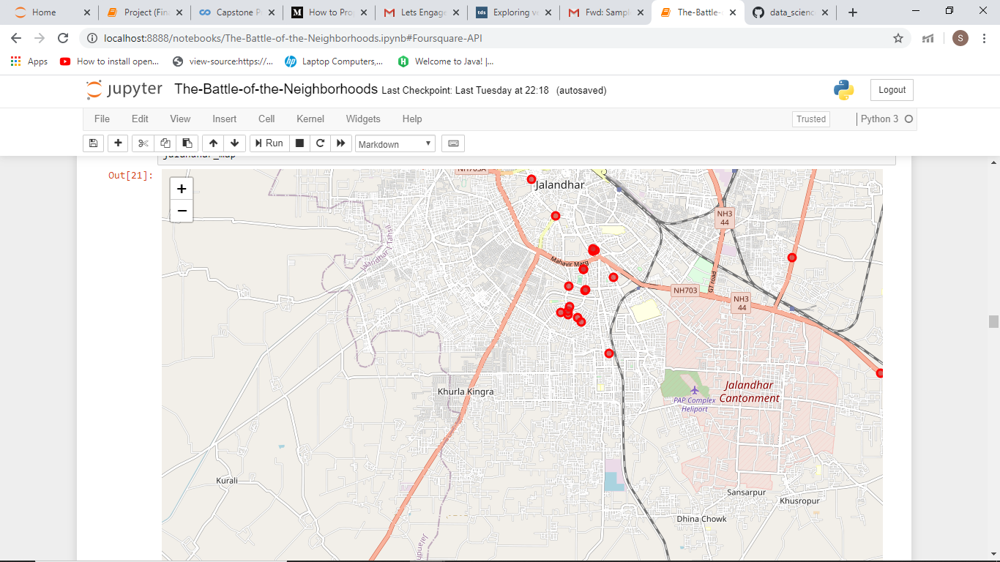 Home
Project (Fina
Capstone P
How to Pro
Lets Engage
Exploring ve
Fwd: Sampl
The-Battle-
data_scienc
localhost:8888/notebooks/The-Battle-of-the-Neighborhoods.ipynb#Foursquare-API
S
Apps
How to install open...
view-source:https://...
Laptop Computers,...
Welcome to Java! |...
jupyter
The-Battle-of-the-Neighborhoods Last Checkpoint: Last Tuesday at 22:18 (autosaved)
Logout
File Edit View Insert Cell Kernel Widgets Help
Trusted
Python 3
Run
Markdown
jalandhar_map
Out[21]:
+
−
NH703A
Jalandhar
NH3
44
Jalandhar I Tahsil
Mahavir Marg
GT road
NH703
NH3
44
Jalandhar
Cantonment
PAP Complex
Heliport
Khurla Kingra
Kurali
Sansarpur
Khusropur
Dhina Chowk